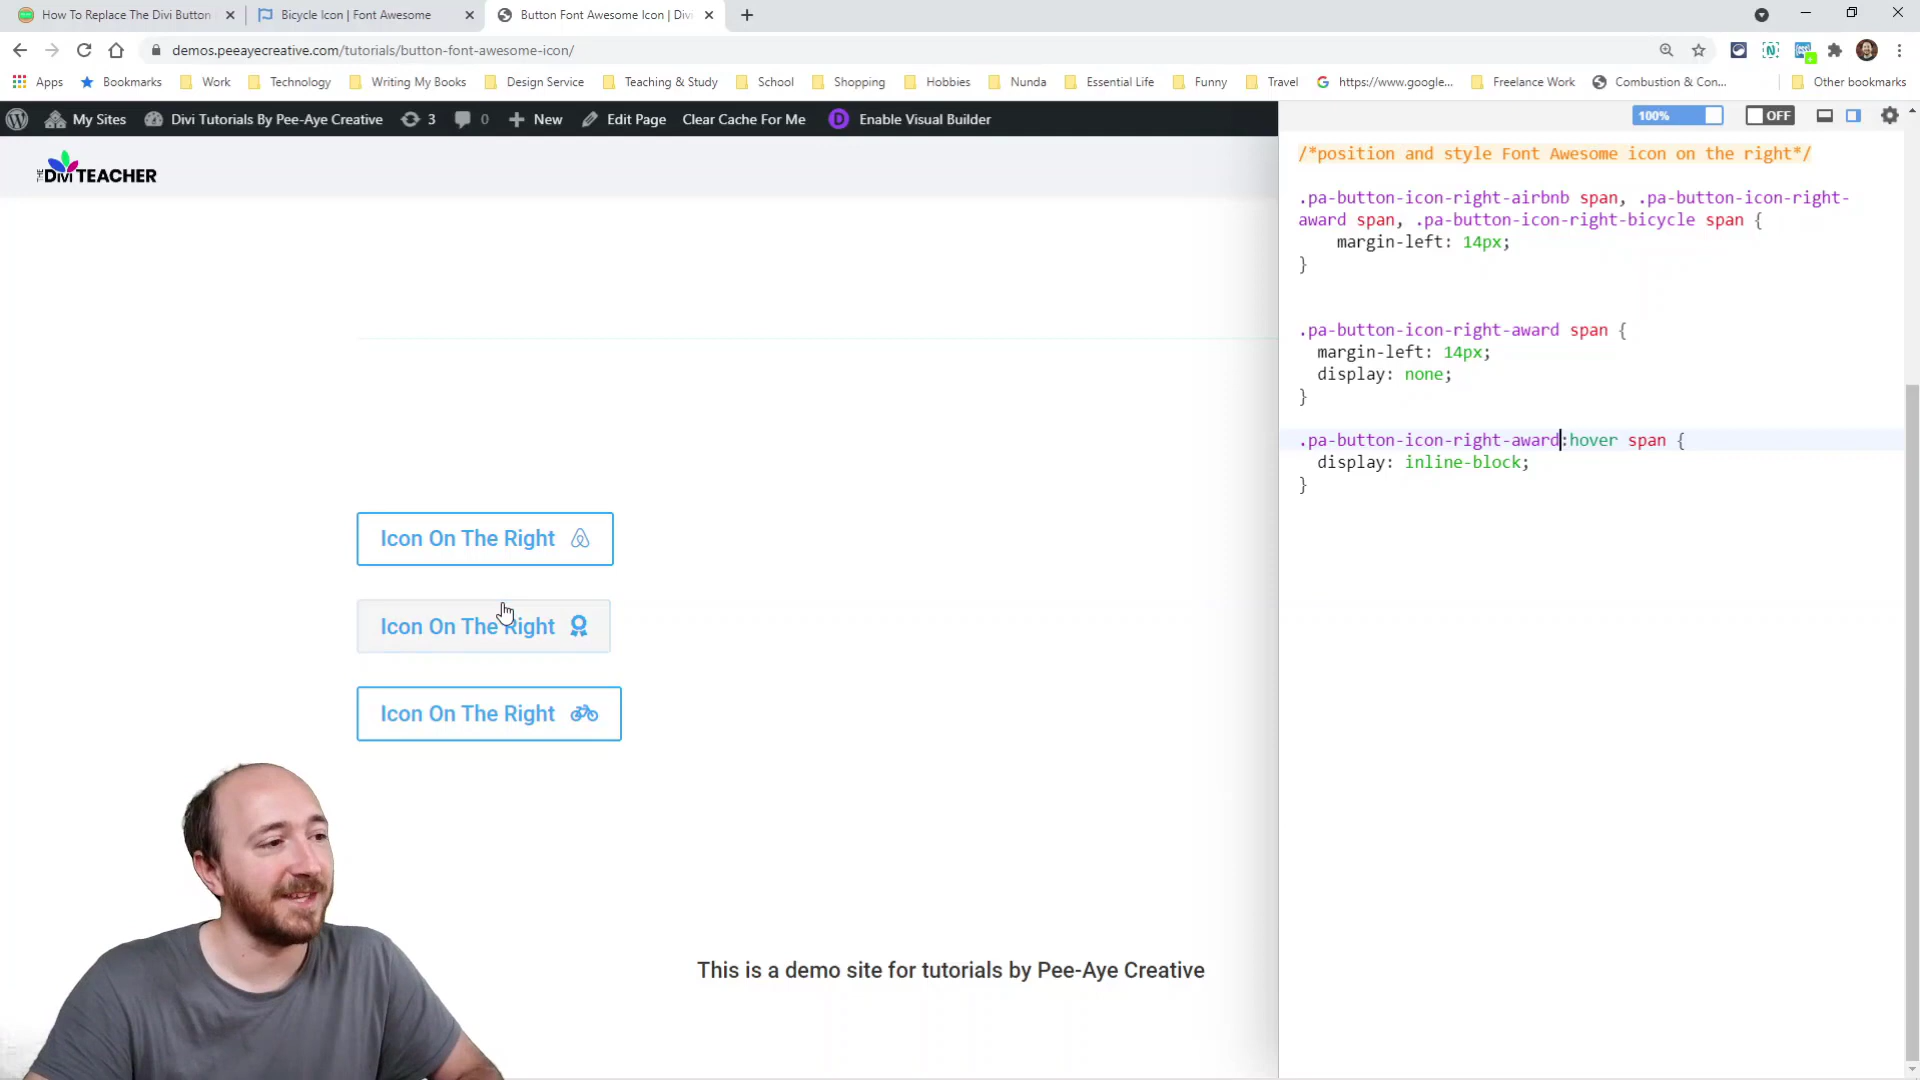 How To Replace The Divi Button
Bicycle Icon | Font Awesome
Button Font Awesome Icon | Divi
demos.peeayecreative.com/tutorials/button-font-awesome-icon/
Apps Bookmarks Work Technology Writing My Books Design Service Teaching & Study School Shopping Hobbies Nunda Essential Life Funny Travel https://www.google... Freelance Work Combustion & Con... Other bookmarks
My Sites Divi Tutorials By Pee-Aye Creative 3 0 New Edit Page Clear Cache For Me D Enable Visual Builder
100% OFF
THE DIVI TEACHER
/*position and style Font Awesome icon on the right*/
.pa-button-icon-right-airbnb span, .pa-button-icon-right-
award span, .pa-button-icon-right-bicycle span {
margin-left: 14px;
}
.pa-button-icon-right-award span {
margin-left: 14px;
display: none;
}
.pa-button-icon-right-award:hover span {
display: inline-block;
}
Icon On The Right
Icon On The Right
Icon On The Right
This is a demo site for tutorials by Pee-Aye Creative